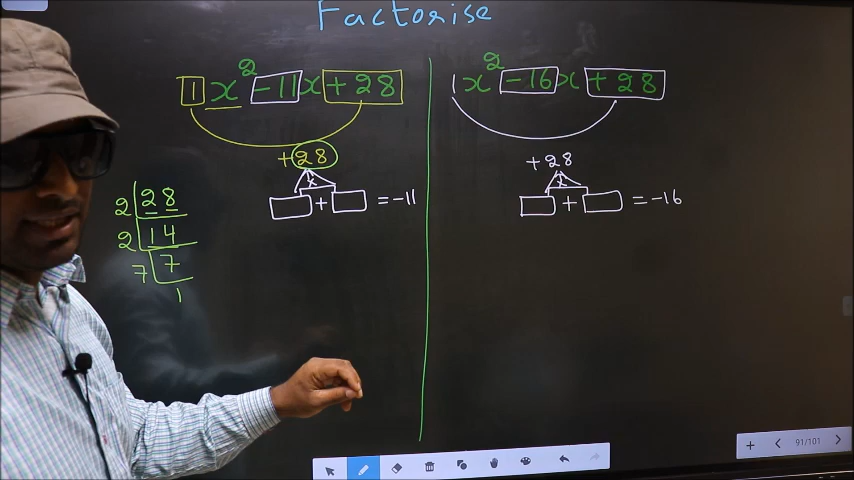 Factorise
1x² -11x +28
+28
x
□ + □ = -11
2 | 28
2 | 14
7 | 7
1
1x² -16x +28
+28
x
□ + □ = -16
91/101